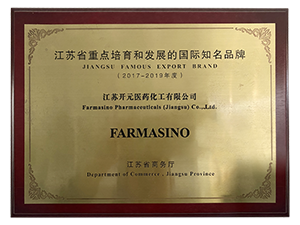 江苏省重点培育和发展的国际知名品牌
JIANGSU FAMOUS EXPORT BRAND
(2017-2019年度)
江苏开元医药化工有限公司
Farmasino Pharmaceuticals (Jiangsu) Co.,Ltd.
FARMASINO
江苏省商务厅
Department of Commerce, Jiangsu Province